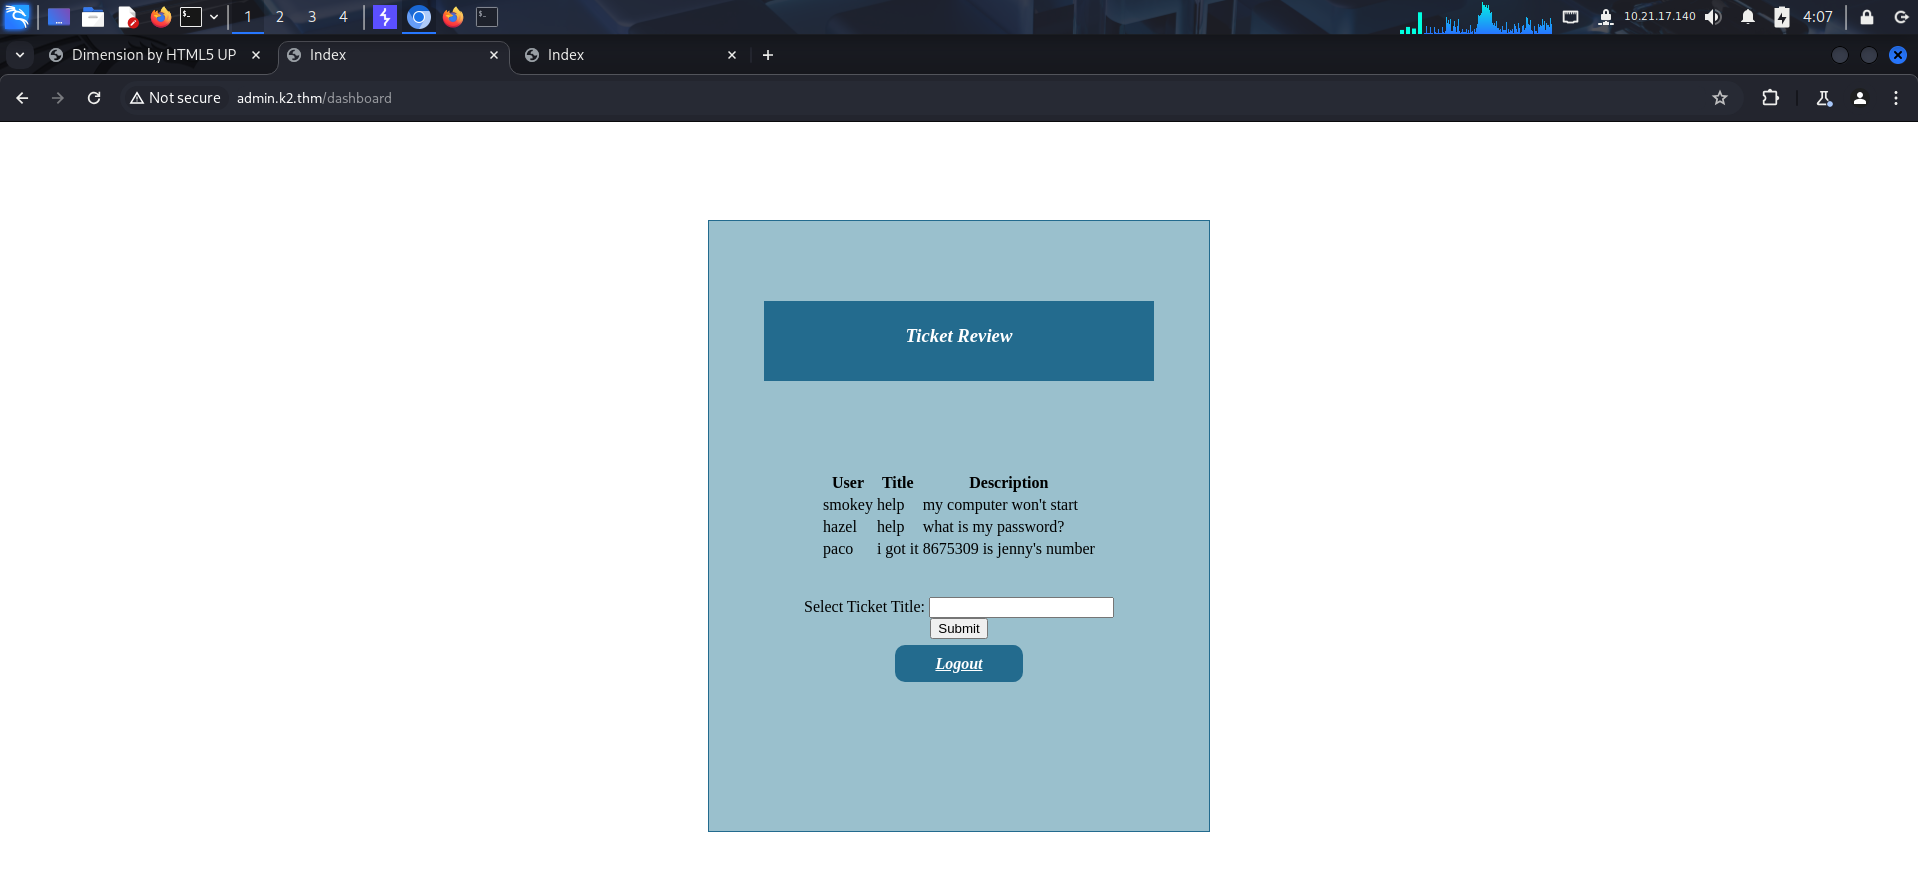 1 2 3 4 10.21.17.140 4:07
Dimension by HTML5 UP Index Index
Not secure admin.k2.thm/dashboard
Ticket Review
User Title Description
smokey help my computer won't start
hazel help what is my password?
paco i got it 8675309 is jenny's number
Select Ticket Title:
Submit
Logout